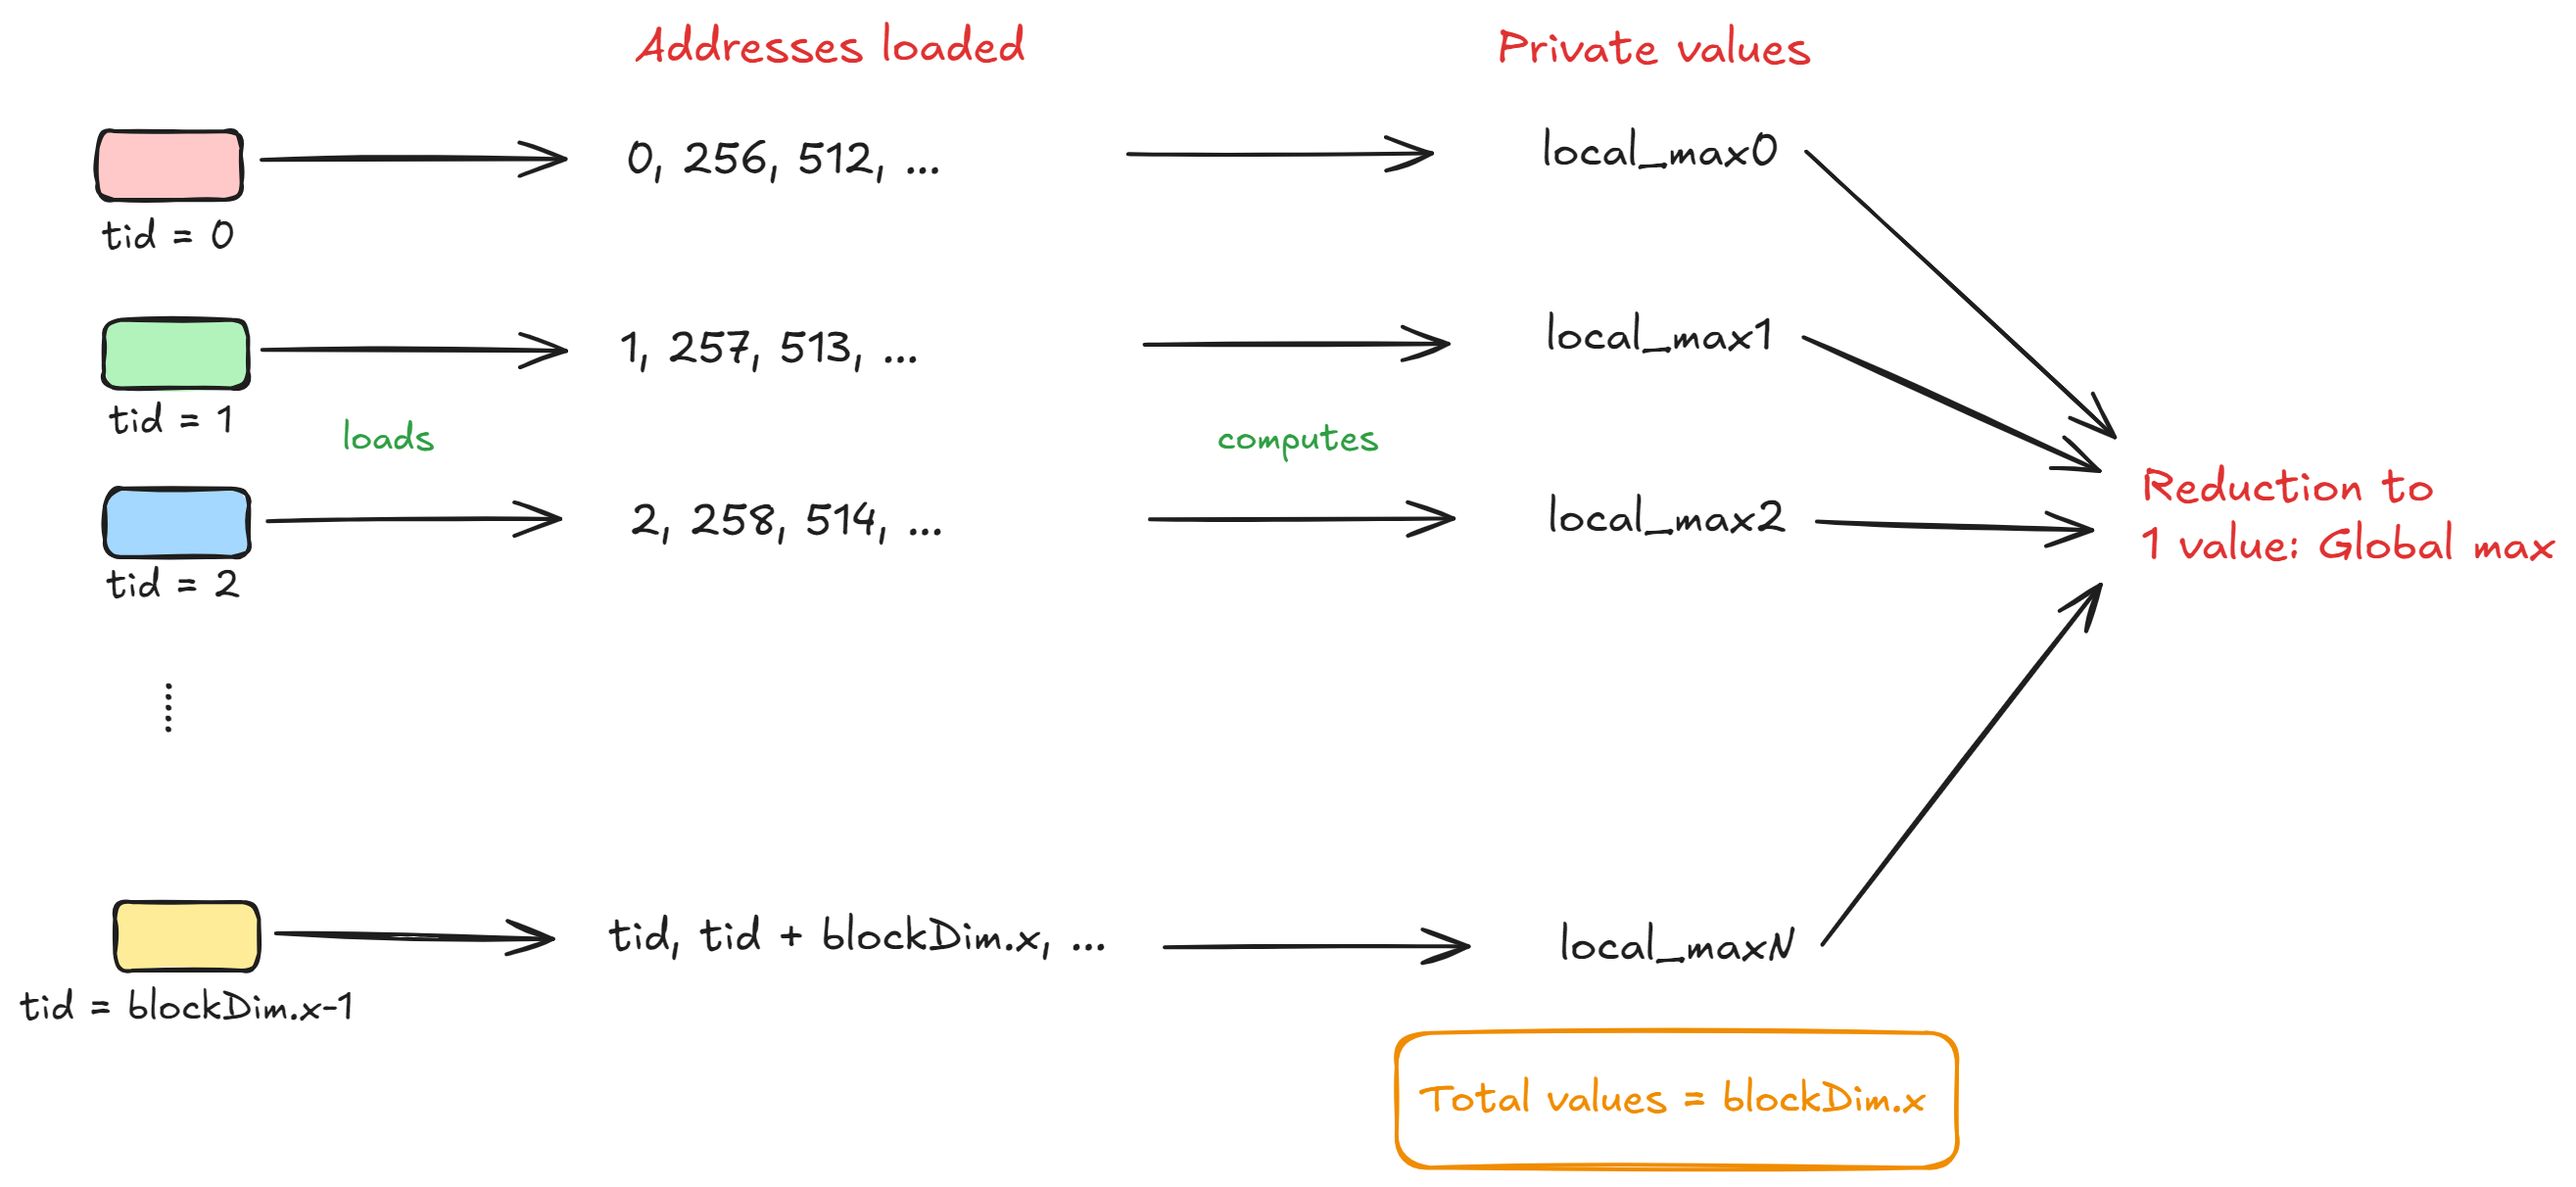 Addresses loaded
Private values
0, 256, 512, ...
local_max0
tid = 0
1, 257, 513, ...
local_max1
tid = 1
loads
computes
2, 258, 514, ...
local_max2
Reduction to
1 value: Global max
tid = 2
tid, tid + blockDim.x, ...
local_maxN
tid = blockDim.x-1
Total values = blockDim.x